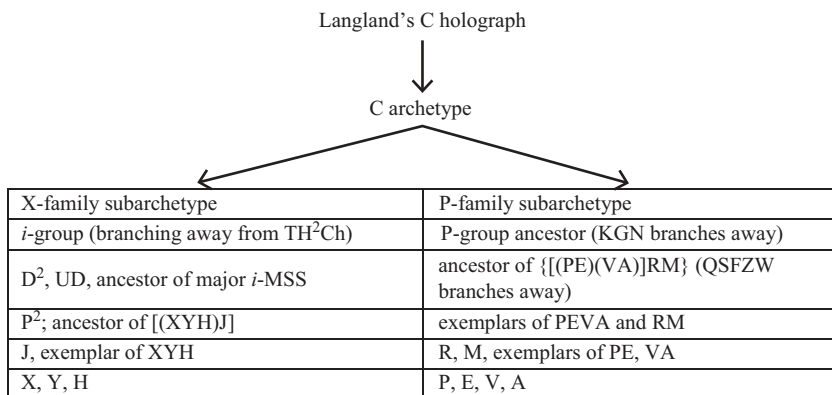 Langland's C holograph
C archetype
X-family subarchetype
P-family subarchetype
i-group (branching away from TH²Ch)
P-group ancestor (KGN branches away)
D², UD, ancestor of major i-MSS
ancestor of {[(PE)(VA)]RM} (QSFZW
branches away)
P²; ancestor of [(XYH)J]
exemplars of PEVA and RM
J, exemplar of XYH
R, M, exemplars of PE, VA
X, Y, H
P, E, V, A